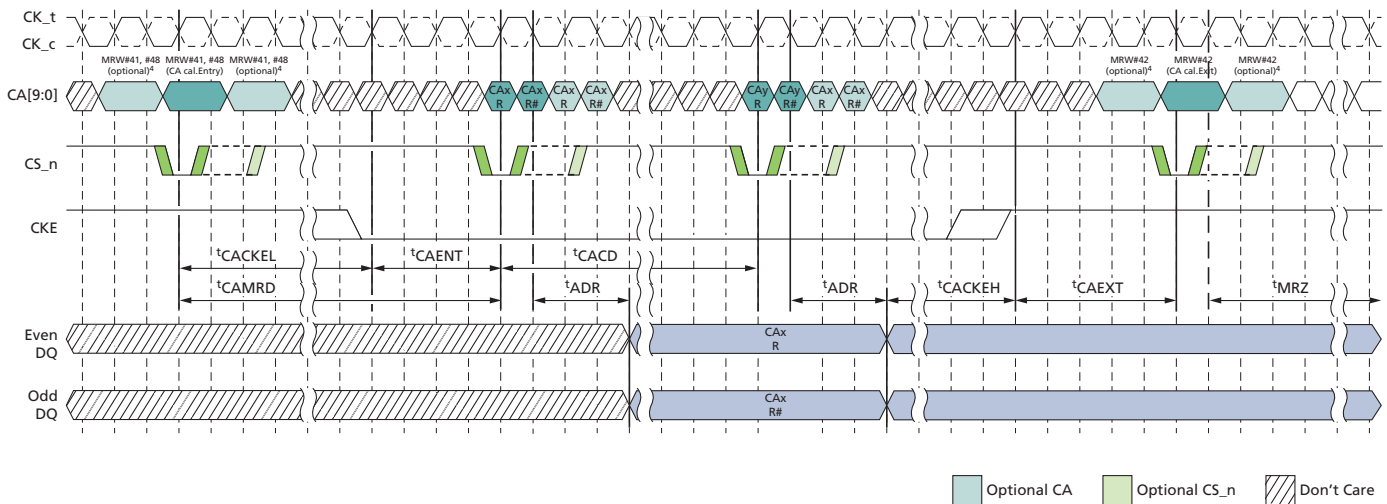 CK_t
CK_c
MRW#41, #48 (optional)4
MRW#41, #48 (CA cal.Entry)
MRW#41, #48 (optional)4
MRW#42 (optional)4
MRW#42 (CA cal.Exit)
MRW#42 (optional)4
CA[9:0]
CAx R
CAx R#
CAx R
CAx R#
CAy R
CAy R#
CAx R
CAx R#
CS_n
CKE
tCACKEL
tCAENT
tCACD
tCAMRD
tADR
tADR
tCACKEH
tCAEXT
tMRZ
Even DQ
CAx R
Odd DQ
CAx R#
Optional CA
Optional CS_n
Don't Care